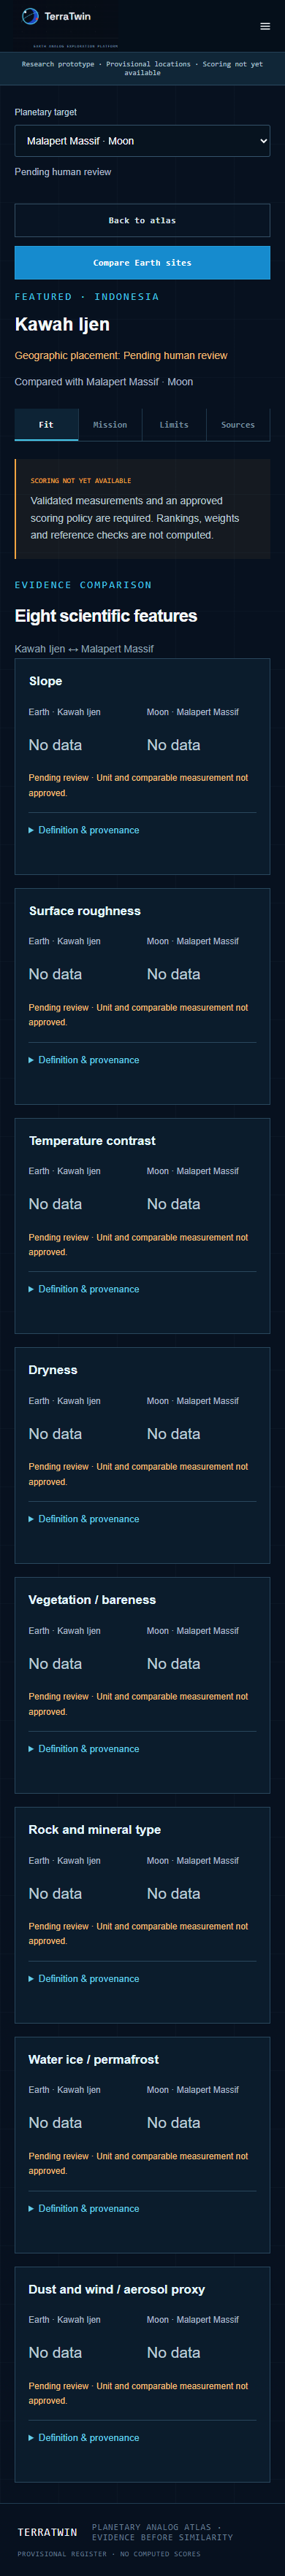 TerraTwin
EARTH ANALOG EXPLORATION PLATFORM
Research prototype · Provisional locations · Scoring not yet
available
Planetary target
Malapert Massif · Moon
Pending human review
Back to atlas
Compare Earth sites
FEATURED · INDONESIA
Kawah Ijen
Geographic placement: Pending human review
Compared with Malapert Massif · Moon
Fit Mission Limits Sources
SCORING NOT YET AVAILABLE
Validated measurements and an approved
scoring policy are required. Rankings, weights
and reference checks are not computed.
EVIDENCE COMPARISON
Eight scientific features
Kawah Ijen ↔ Malapert Massif
Slope
Earth · Kawah Ijen Moon · Malapert Massif
No data No data
Pending review · Unit and comparable measurement not
approved.
▶ Definition & provenance
Surface roughness
Earth · Kawah Ijen Moon · Malapert Massif
No data No data
Pending review · Unit and comparable measurement not
approved.
▶ Definition & provenance
Temperature contrast
Earth · Kawah Ijen Moon · Malapert Massif
No data No data
Pending review · Unit and comparable measurement not
approved.
▶ Definition & provenance
Dryness
Earth · Kawah Ijen Moon · Malapert Massif
No data No data
Pending review · Unit and comparable measurement not
approved.
▶ Definition & provenance
Vegetation / bareness
Earth · Kawah Ijen Moon · Malapert Massif
No data No data
Pending review · Unit and comparable measurement not
approved.
▶ Definition & provenance
Rock and mineral type
Earth · Kawah Ijen Moon · Malapert Massif
No data No data
Pending review · Unit and comparable measurement not
approved.
▶ Definition & provenance
Water ice / permafrost
Earth · Kawah Ijen Moon · Malapert Massif
No data No data
Pending review · Unit and comparable measurement not
approved.
▶ Definition & provenance
Dust and wind / aerosol proxy
Earth · Kawah Ijen Moon · Malapert Massif
No data No data
Pending review · Unit and comparable measurement not
approved.
▶ Definition & provenance
TERRATWIN
PLANETARY ANALOG ATLAS ·
EVIDENCE BEFORE SIMILARITY
PROVISIONAL REGISTER · NO COMPUTED SCORES